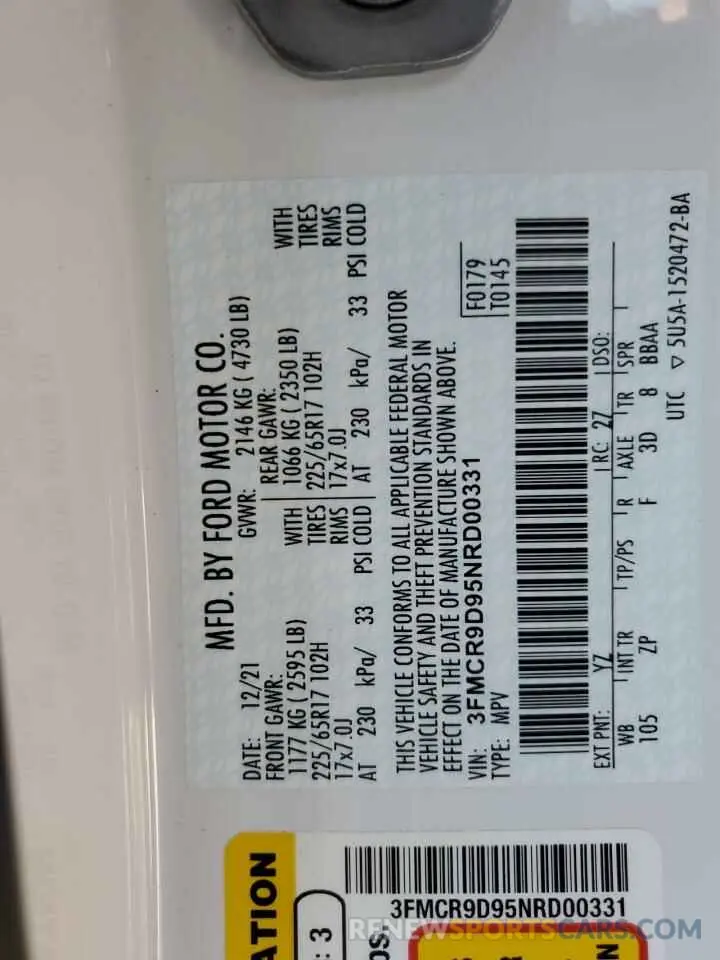 MFD. BY FORD MOTOR CO.
DATE: 12/21 GVWR: 2146 KG ( 4730 LB)
FRONT GAWR: REAR GAWR:
1177 KG ( 2595 LB) WITH 1066 KG ( 2350 LB) WITH
225/65R17 102H TIRES 225/65R17 102H TIRES
17x7.0J RIMS 17x7.0J RIMS
AT 230 kPa/ 33 PSI COLD AT 230 kPa/ 33 PSI COLD
THIS VEHICLE CONFORMS TO ALL APPLICABLE FEDERAL MOTOR
VEHICLE SAFETY AND THEFT PREVENTION STANDARDS IN
EFFECT ON THE DATE OF MANUFACTURE SHOWN ABOVE.
VIN: 3FMCR9D95NRD00331 F0179
TYPE: MPV T0145
EXT PNT: YZ RC: 27 DSO:
WB INT TR TP/PS R AXLE TR SPR
105 ZP F 3D 8 BBAA
UTC ▽ 5U5A-1520472-BA
ATION
: 3
3FMCR9D95NRD00331
OS
S
R
N
RENEWSPORTSCARS.COM